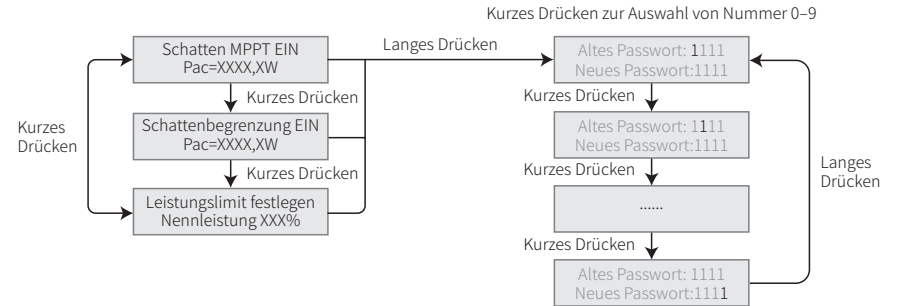 Kurzes Drücken zur Auswahl von Nummer 0–9
Schatten MPPT EIN
Pac=XXXX,XW
Langes Drücken
Altes Passwort: 1111
Neues Passwort:1111
Kurzes Drücken
Kurzes Drücken
Schattenbegrenzung EIN
Pac=XXXX,XW
Altes Passwort: 1111
Neues Passwort:1111
Kurzes
Drücken
Kurzes Drücken
Kurzes Drücken
Langes
Drücken
Leistungslimit festlegen
Nennleistung XXX%
......
Kurzes Drücken
Altes Passwort: 1111
Neues Passwort:1111